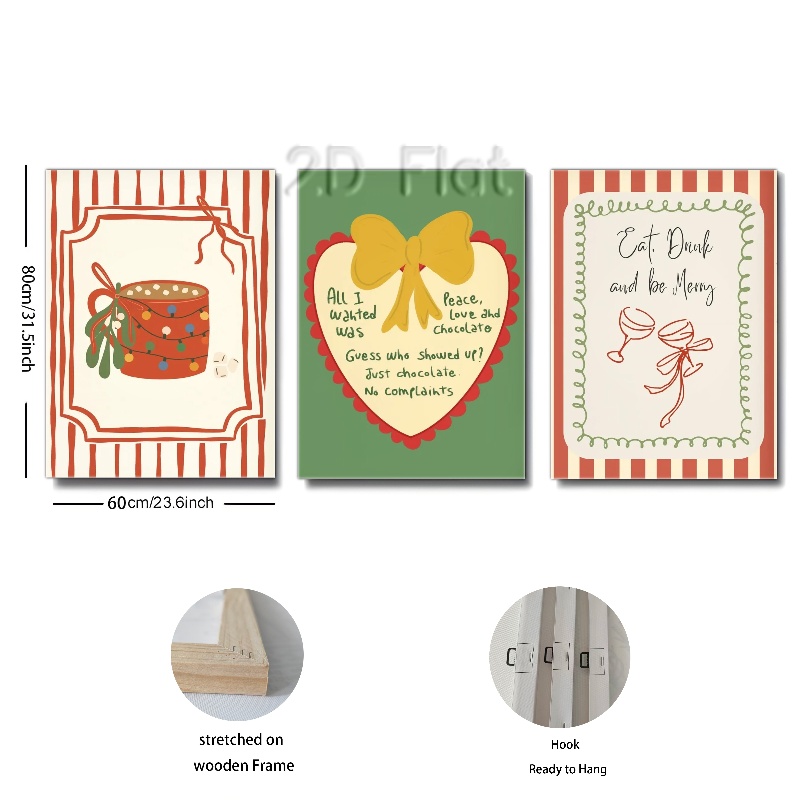 2D Flat
80cm/31.5inch
All I
wanted
was
Peace,
love and
chocolate
Guess who showed up?
Just chocolate.
No complaints
Eat, Drink
and be Merry
60cm/23.6inch
stretched on
wooden Frame
Hook
Ready to Hang